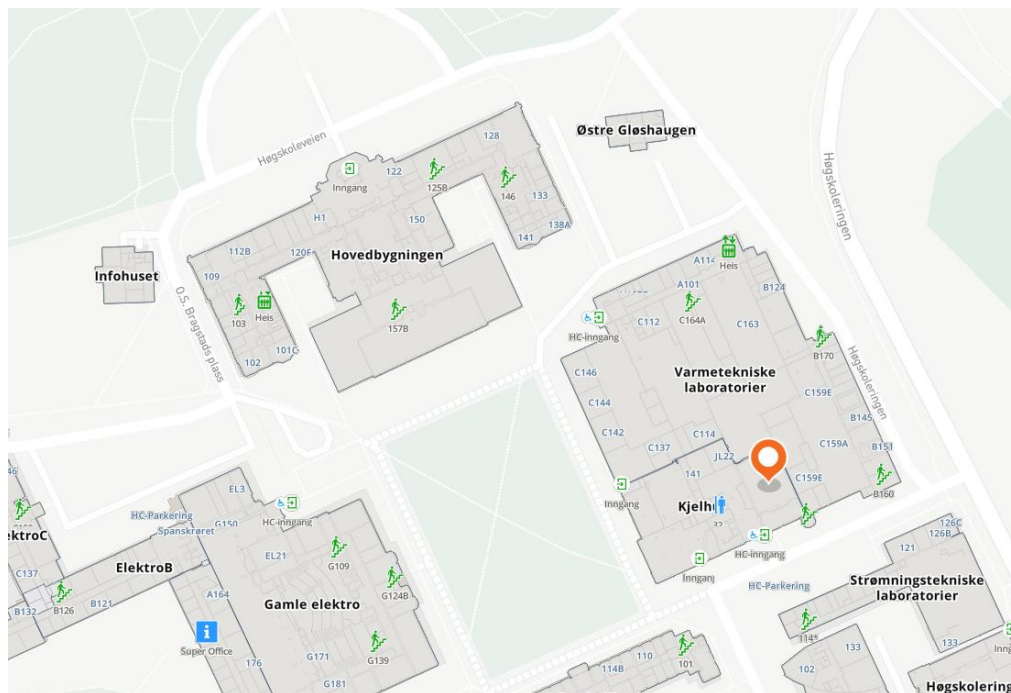 Østre Gløshaugen
128
Høgskoleveien
Inngang
122
125B
146
133
H1
150
138A
141
112B
120E
Hovedbygningen
109
Infohuset
103
Heis
157B
O.S. Bragstads plass
102
101C
Høgskoleringen
A114
Heis
A101
B124
C112
C164A
C163
HC-inngang
B170
Høgskoleringen
C146
Varmetekniske
laboratorier
C159E
C144
B145
C142
C114
C137
C159A
B151
JL22
141
C159E
B160
Inngang
EL3
HC-Parkering
G150
HC-inngang
Spanskrøret
HC-inngang
126C
126B
121
C137
ElektroB
EL21
G109
HC-Parkering
Strømningstekniske
laboratorier
B126
B121
A164
Gamle elektro
G124B
B132
Super Office
G139
176
G171
G181
114B
110
101
102
133
133